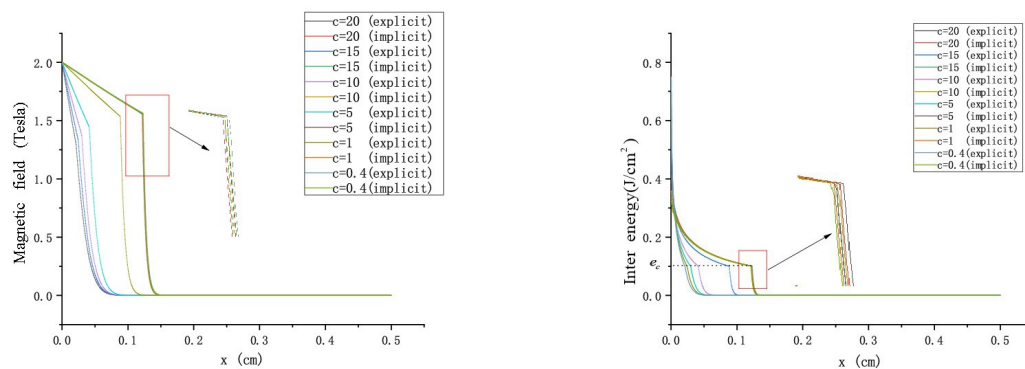 c=20 (explicit)
c=20 (implicit)
c=15 (explicit)
c=15 (implicit)
c=10 (explicit)
c=10 (implicit)
c=5 (explicit)
c=5 (implicit)
c=1 (explicit)
c=1 (implicit)
c=0.4(explicit)
c=0.4(implicit)
2.0
1.5
1.0
0.5
0.0
Magnetic field (Tesla)
0.0 0.1 0.2 0.3 0.4 0.5
x (cm)
c=20 (explicit)
c=20 (implicit)
c=15 (explicit)
c=15 (implicit)
c=10 (explicit)
c=10 (implicit)
c=5 (explicit)
c=5 (implicit)
c=1 (explicit)
c=1 (implicit)
c=0.4(explicit)
c=0.4(implicit)
0.8
0.6
0.4
0.2
e_c
0.0
Inter energy(J/cm²)
0.0 0.1 0.2 0.3 0.4 0.5
x (cm)